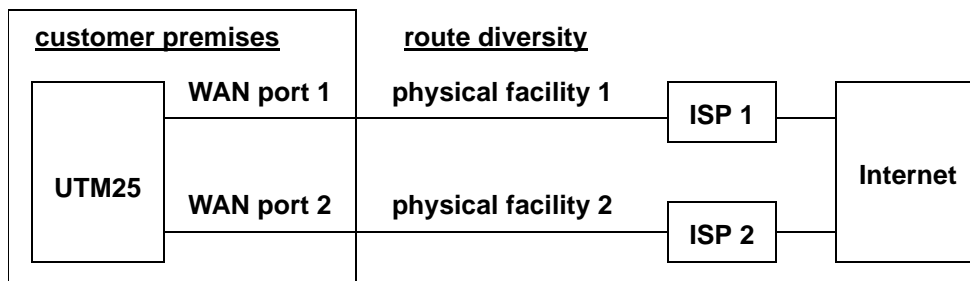 customer premises
route diversity
WAN port 1
physical facility 1
ISP 1
UTM25
Internet
WAN port 2
physical facility 2
ISP 2